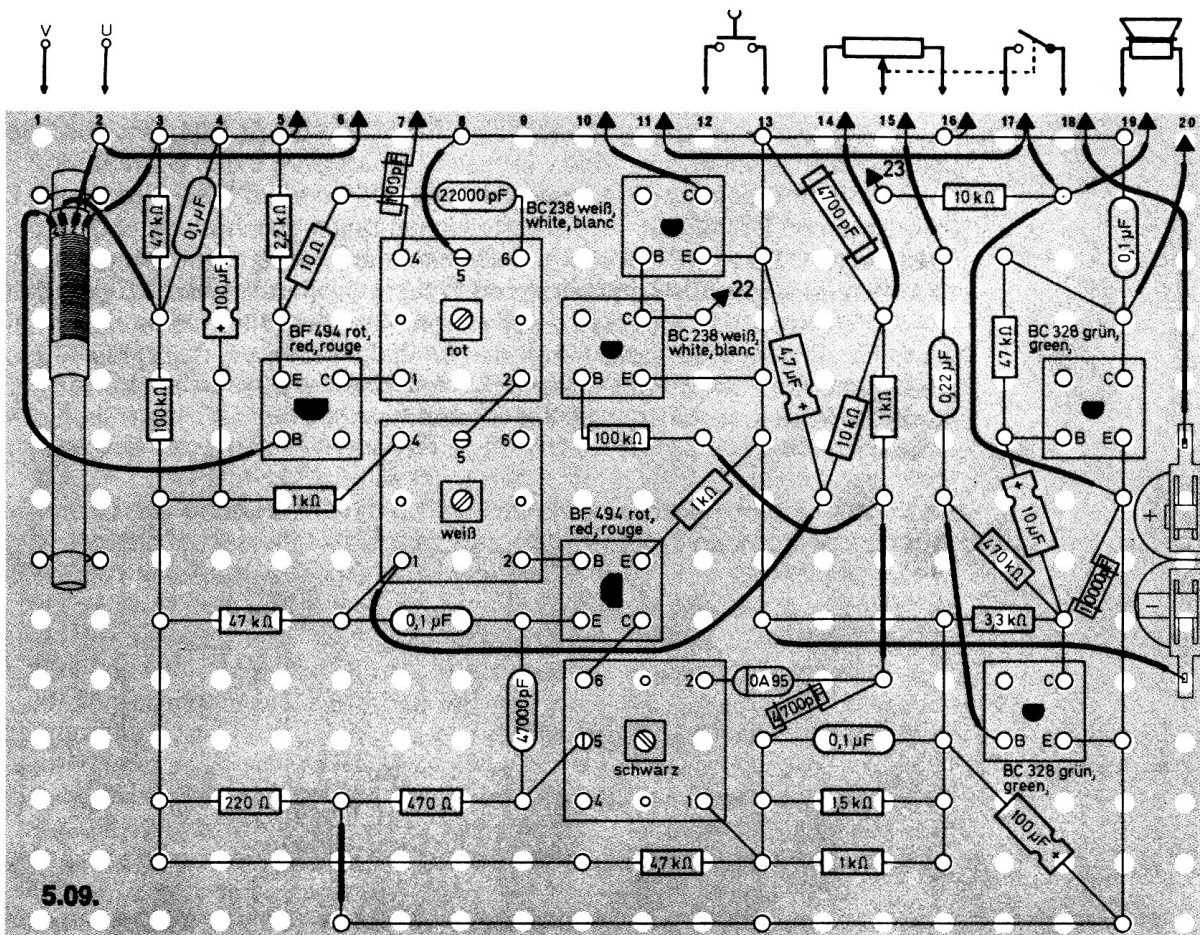 V U
1 2 3 4 5 6 7 8 9 10 11 12 13 14 15 16 17 18 19 20
47 kΩ
0,1 µF
100 µF
+
2,2 kΩ
10 Ω
1100pF
22000 pF
BC 238 weiß,
white, blanc
C
B E
4700 pF
23
10 kΩ
0,1 µF
4 5 6
rot
1 2
BF 494 rot,
red, rouge
E C
B
22
C
BC 238 weiß,
white, blanc
B E
100 kΩ
4,7 µF
+
10 kΩ
1 kΩ
0,22 µF
47 kΩ
BC 328 grün,
green,
C
B E
100 kΩ
1 kΩ
4 5 6
weiß
1 2
BF 494 rot,
red, rouge
B E
E C
1 kΩ
+
10 µF
470 kΩ
10000pF
+
−
47 kΩ
0,1 µF
3,3 kΩ
47000 pF
6 2
5
schwarz
4 1
OA 95
4700pF
0,1 µF
C
B E
BC 328 grün,
green,
220 Ω
470 Ω
1,5 kΩ
100 µF
+
4,7 kΩ
1 kΩ
5.09.